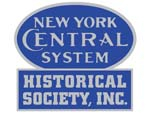 NEW YORK
CENTRAL
SYSTEM
HISTORICAL
SOCIETY, INC.